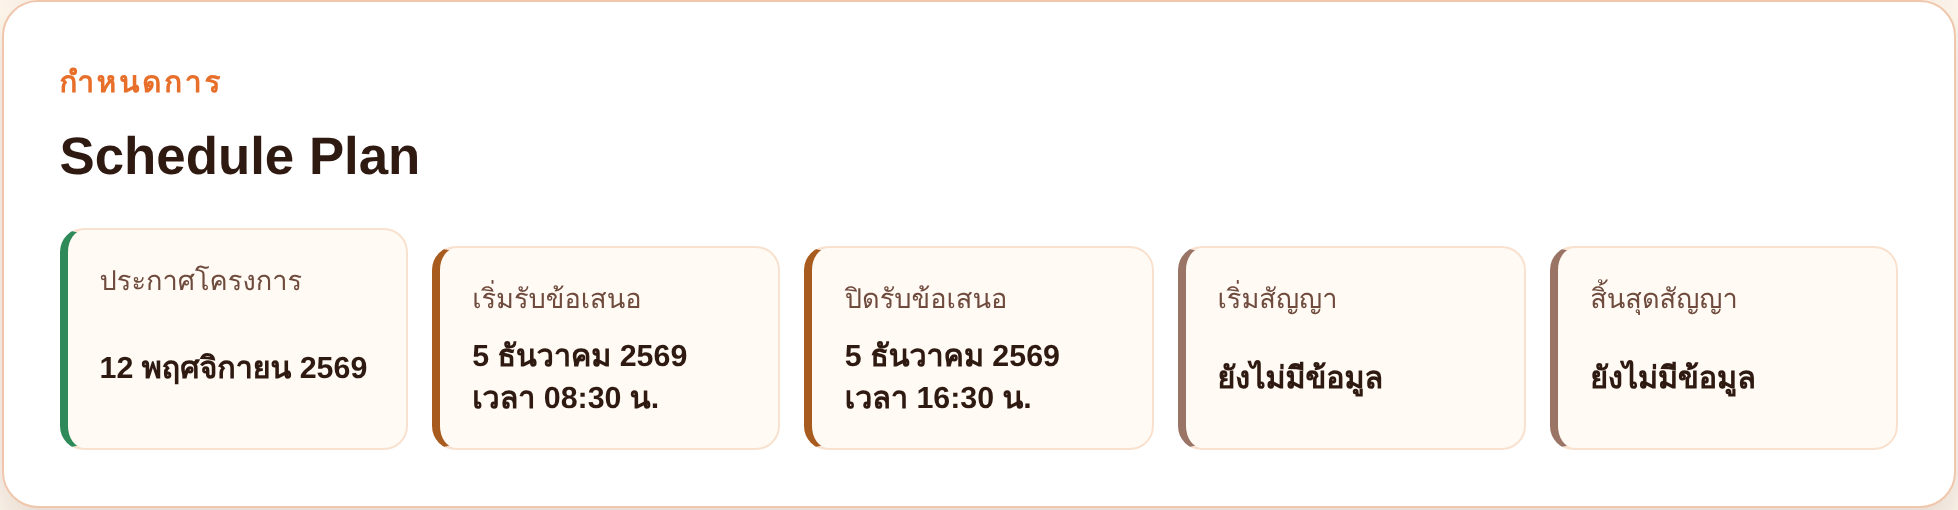 กำหนดการ
Schedule Plan
ประกาศโครงการ
12 พฤศจิกายน 2569
เริ่มรับข้อเสนอ
5 ธันวาคม 2569
เวลา 08:30 น.
ปิดรับข้อเสนอ
5 ธันวาคม 2569
เวลา 16:30 น.
เริ่มสัญญา
ยังไม่มีข้อมูล
สิ้นสุดสัญญา
ยังไม่มีข้อมูล